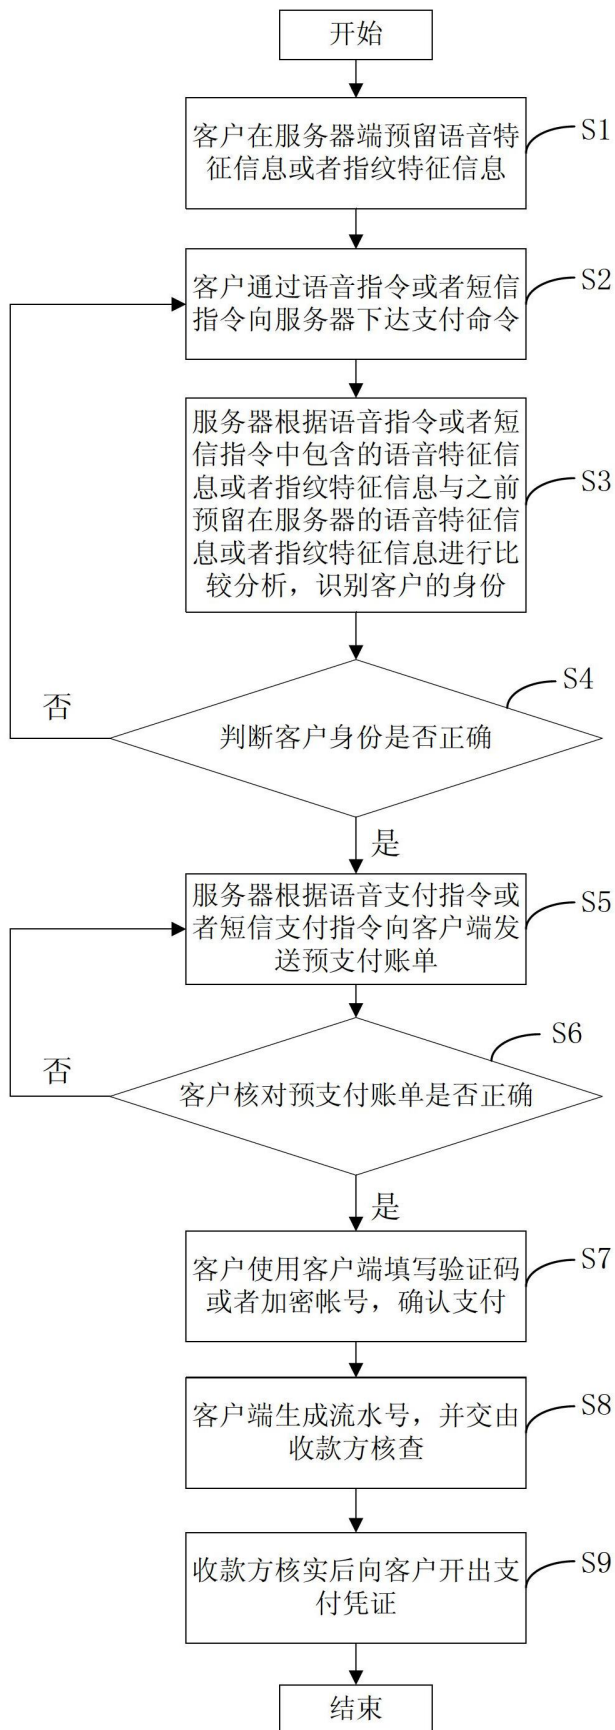 开始
客户在服务器端预留语音特
征信息或者指纹特征信息
S1
客户通过语音指令或者短信
指令向服务器下达支付命令
S2
服务器根据语音指令或者短
信指令中包含的语音特征信
息或者指纹特征信息与之前
预留在服务器的语音特征信
息或者指纹特征信息进行比
较分析，识别客户的身份
S3
S4
否
判断客户身份是否正确
是
服务器根据语音支付指令或
者短信支付指令向客户端发
送预支付账单
S5
S6
否
客户核对预支付账单是否正确
是
客户使用客户端填写验证码
或者加密帐号，确认支付
S7
客户端生成流水号，并交由
收款方核查
S8
收款方核实后向客户开出支
付凭证
S9
结束